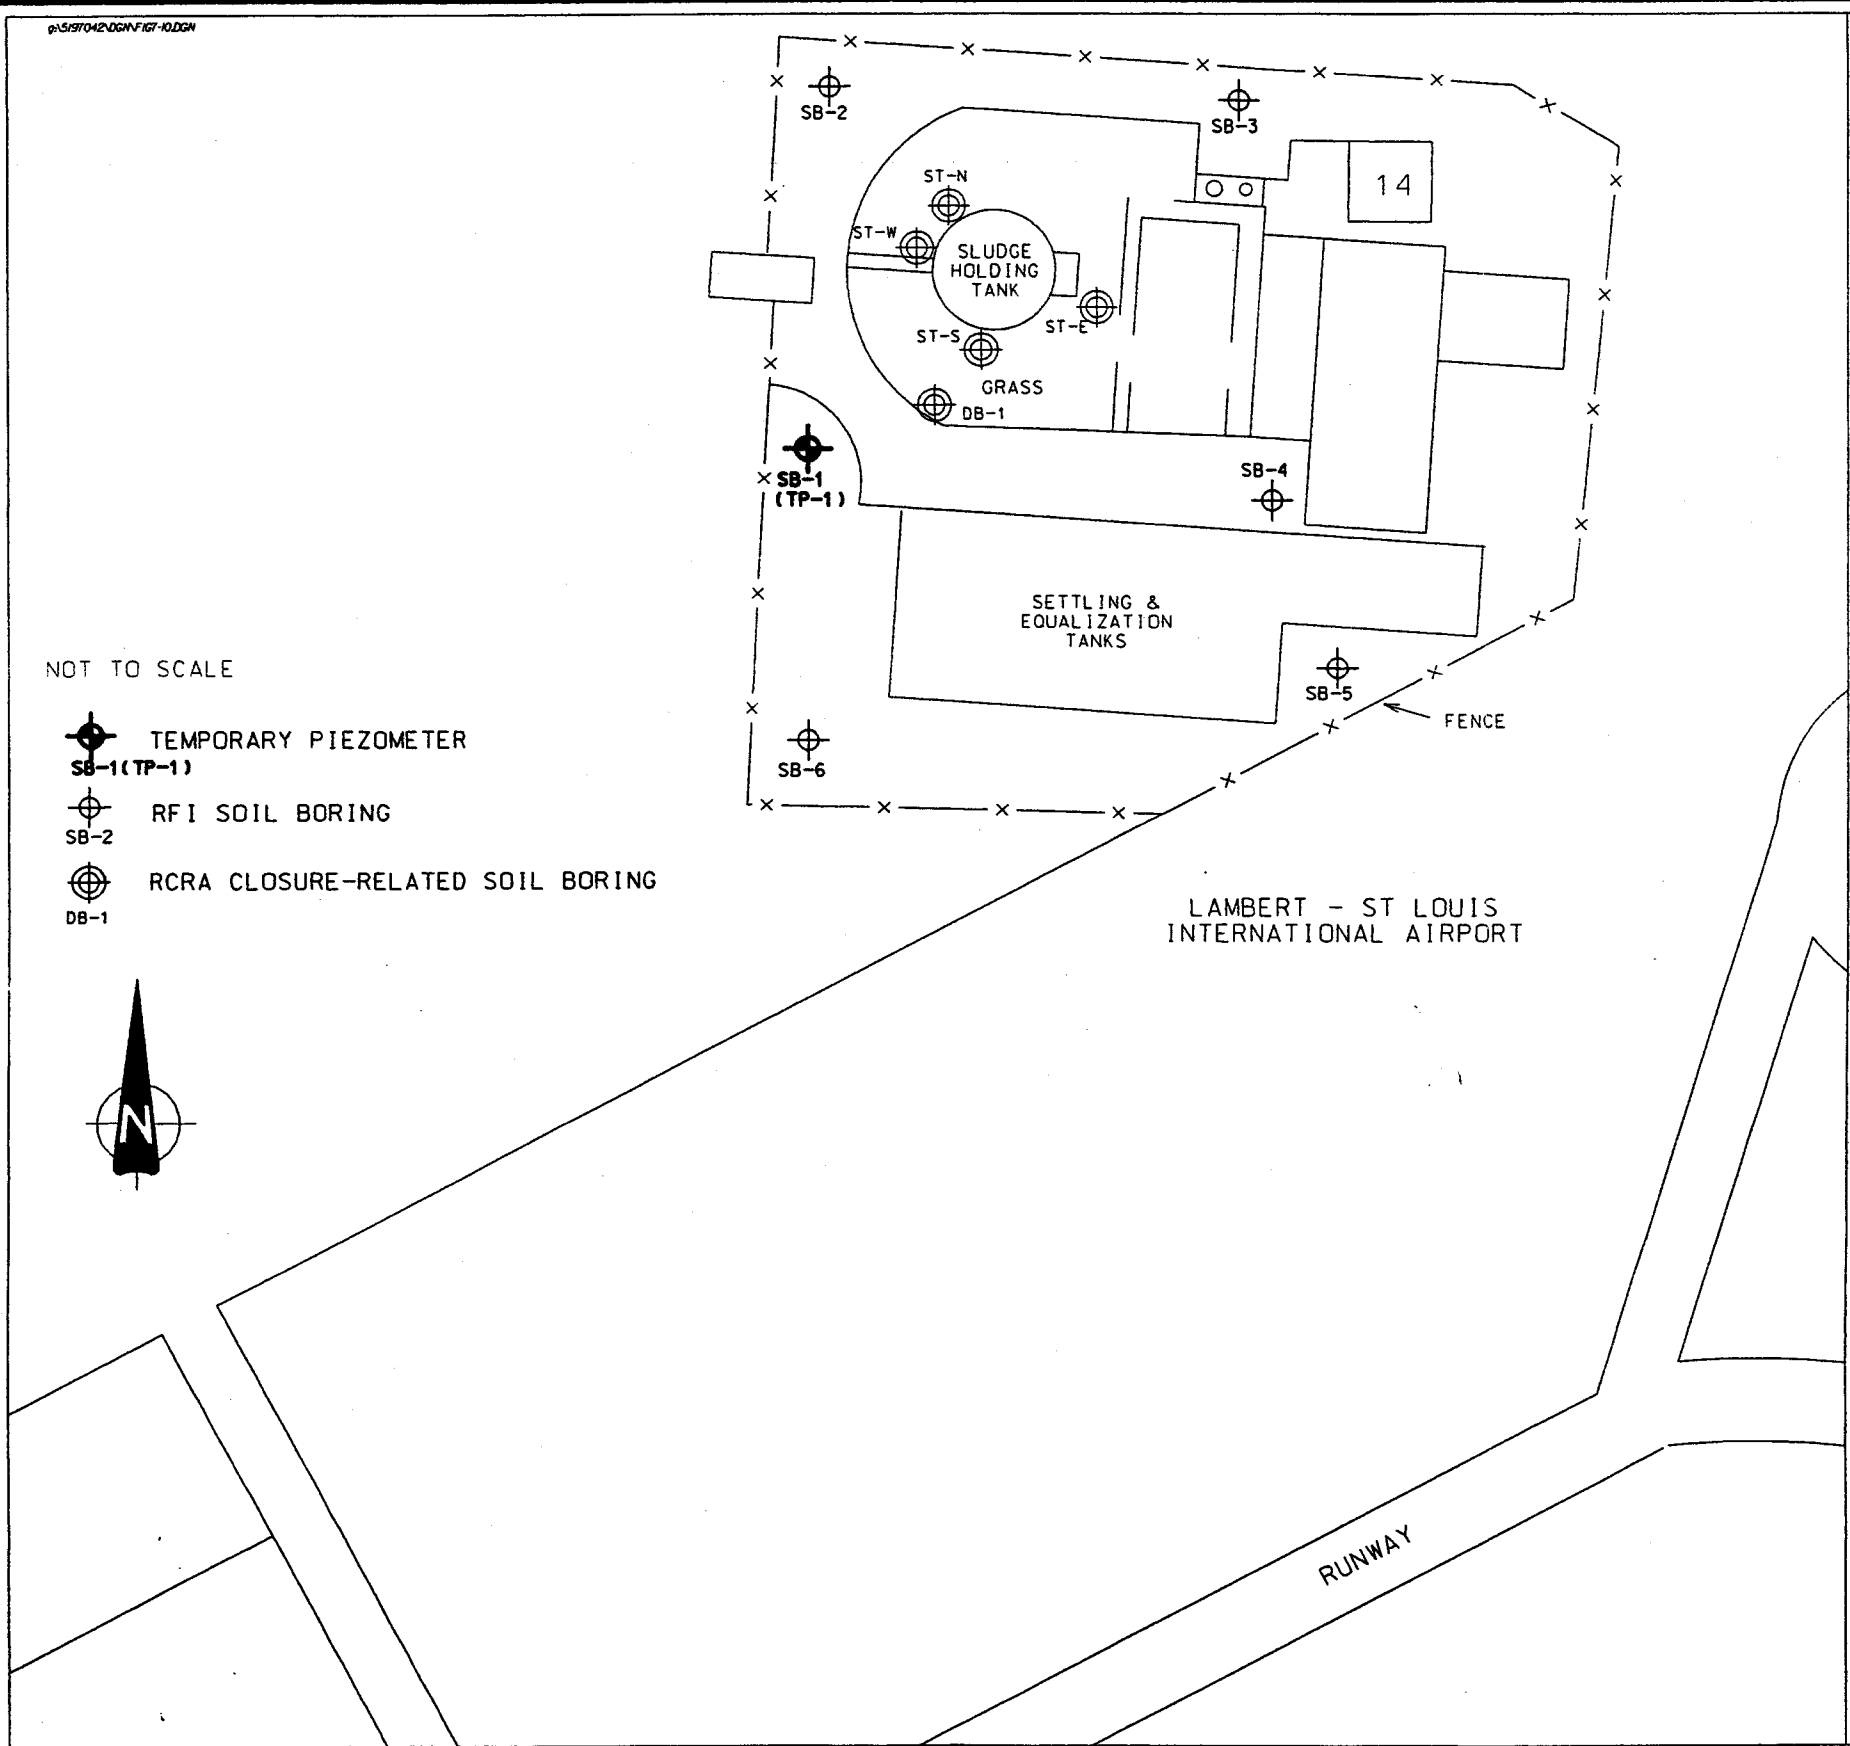 g:\5197042\DGN\FIG7-10.DGN
SB-2
SB-3
14
ST-N
ST-W
SLUDGE
HOLDING
TANK
ST-E
ST-S
GRASS
DB-1
SB-1
(TP-1)
SB-4
SETTLING &
EQUALIZATION
TANKS
SB-5
FENCE
SB-6
NOT TO SCALE
TEMPORARY PIEZOMETER
SB-1(TP-1)
RFI SOIL BORING
SB-2
RCRA CLOSURE-RELATED SOIL BORING
DB-1
LAMBERT - ST LOUIS
INTERNATIONAL AIRPORT
N
RUNWAY